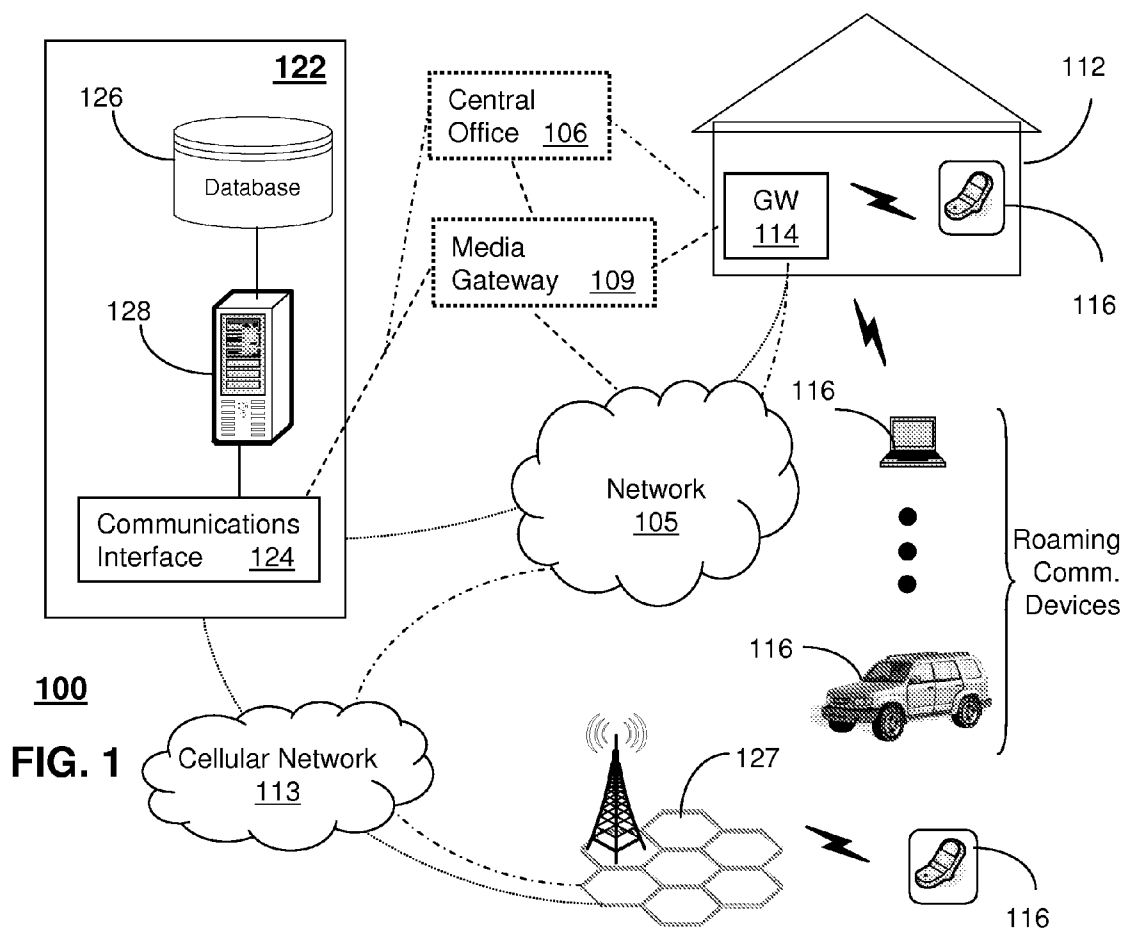 122
126
Database
128
Communications
Interface 124
Central
Office 106
Media
Gateway 109
112
GW
114
116
116
Network
105
Roaming
Comm.
Devices
116
100
FIG. 1
Cellular Network
113
127
116